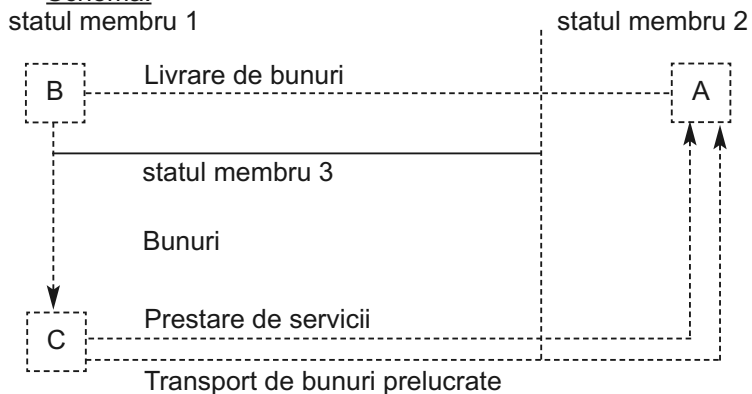 Schema:
statul membru 1
statul membru 2
B
Livrare de bunuri
A
statul membru 3
Bunuri
C
Prestare de servicii
Transport de bunuri prelucrate